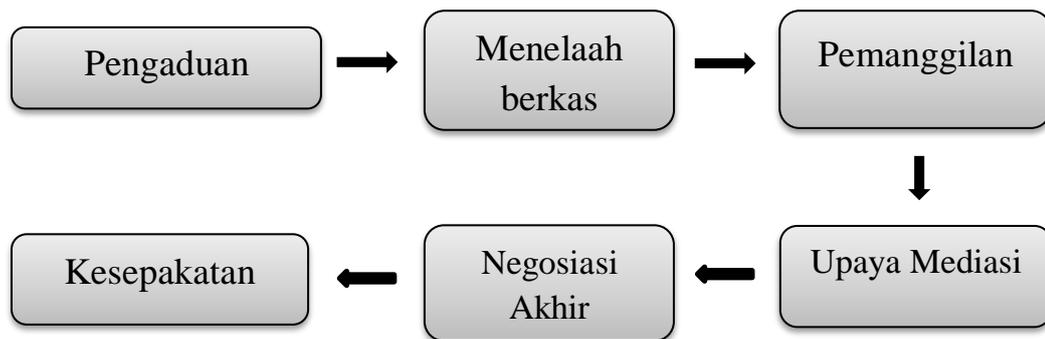 Pengaduan
Menelaah
berkas
Pemanggilan
Upaya Mediasi
Negosiasi
Akhir
Kesepakatan